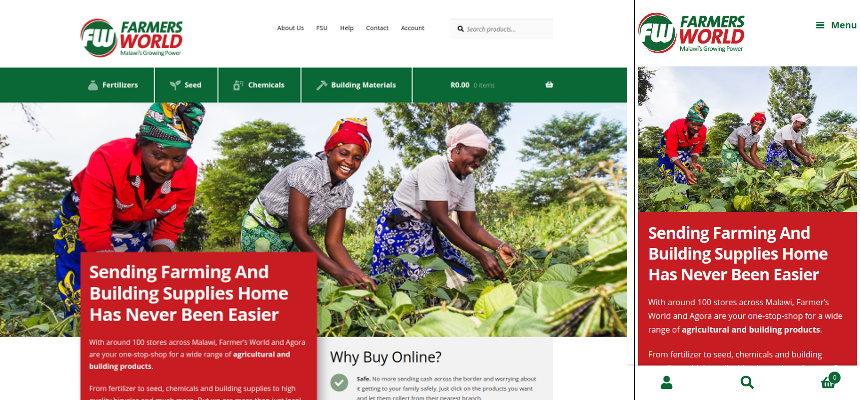 FW FARMERS
WORLD
Malawi's Growing Power
About Us FSU Help Contact Account
Search products...
Fertilizers Seed Chemicals Building Materials R0.00 0 items
Sending Farming And
Building Supplies Home
Has Never Been Easier
With around 100 stores across Malawi, Farmer's World and Agora
are your one-stop-shop for a wide range of agricultural and
building products.
From fertilizer to seed, chemicals and building supplies to high
Why Buy Online?
Safe. No more sending cash across the border and worrying about
it getting to your family safely. Just click on the products you want
and let them collect from their nearest branch.
FW FARMERS
WORLD
Malawi's Growing Power
Menu
Sending Farming And
Building Supplies Home
Has Never Been Easier
With around 100 stores across Malawi, Farmer's
World and Agora are your one-stop-shop for a wide
range of agricultural and building products.
From fertilizer to seed, chemicals and building
0